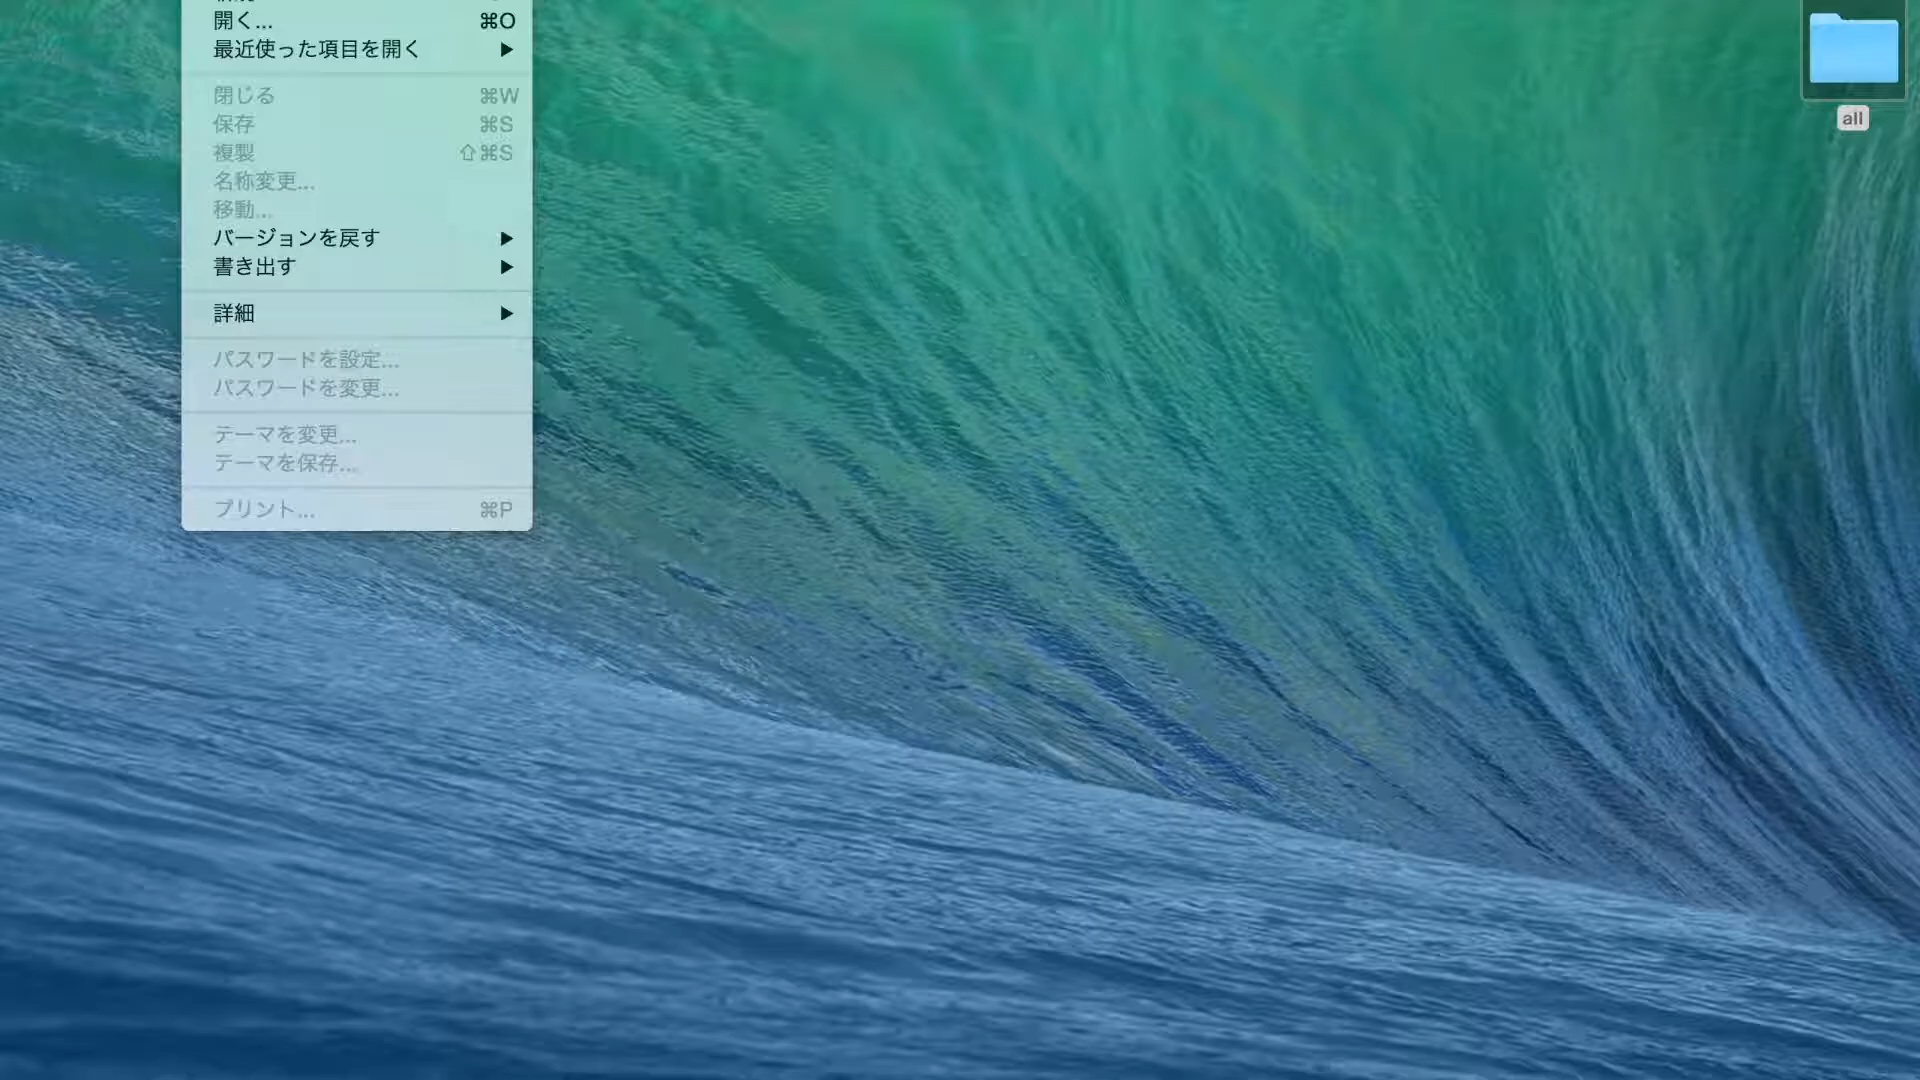 開く... ⌘O
最近使った項目を開く ▶
閉じる ⌘W
保存 ⌘S
複製 ⇧⌘S
名称変更...
移動...
バージョンを戻す ▶
書き出す ▶
詳細 ▶
パスワードを設定...
パスワードを変更...
テーマを変更...
テーマを保存...
プリント... ⌘P
all